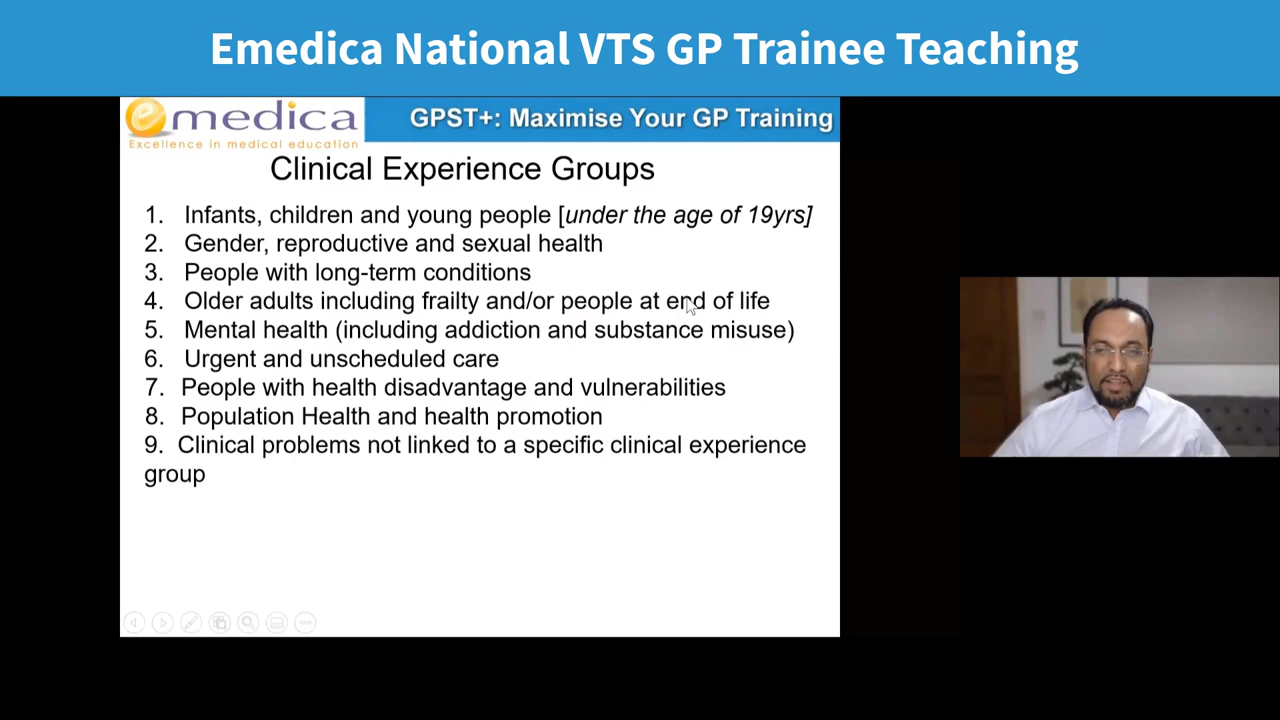 Emedica National VTS GP Trainee Teaching
emedica
Excellence in medical education
GPST+: Maximise Your GP Training
Clinical Experience Groups
1. Infants, children and young people [under the age of 19yrs]
2. Gender, reproductive and sexual health
3. People with long-term conditions
4. Older adults including frailty and/or people at end of life
5. Mental health (including addiction and substance misuse)
6. Urgent and unscheduled care
7. People with health disadvantage and vulnerabilities
8. Population Health and health promotion
9. Clinical problems not linked to a specific clinical experience
group